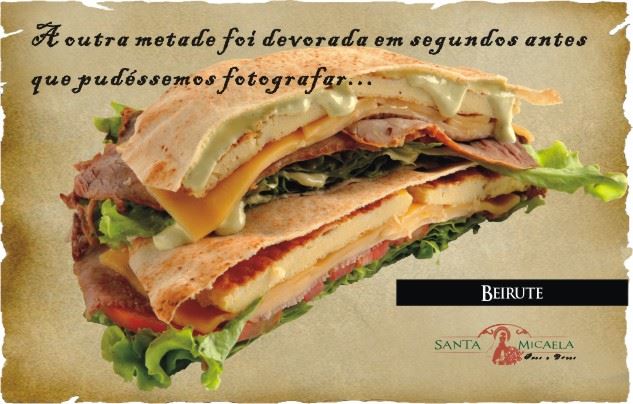 A outra metade foi devorada em segundos antes
que pudéssemos fotografar...
BEIRUTE
SANTA MICAELA